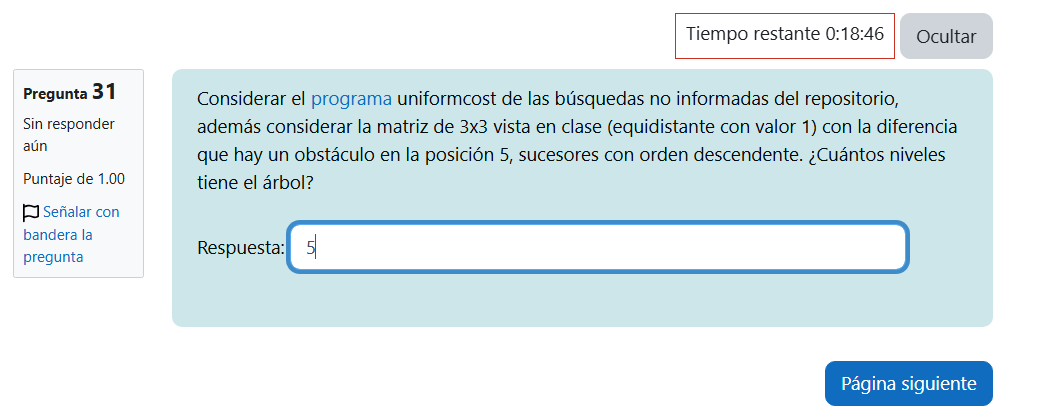 Tiempo restante 0:18:46
Ocultar
Pregunta 31
Sin responder
aún
Puntaje de 1.00
Señalar con
bandera la
pregunta
Considerar el programa uniformcost de las búsquedas no informadas del repositorio,
además considerar la matriz de 3x3 vista en clase (equidistante con valor 1) con la diferencia
que hay un obstáculo en la posición 5, sucesores con orden descendente. ¿Cuántos niveles
tiene el árbol?
Respuesta: 5
Página siguiente